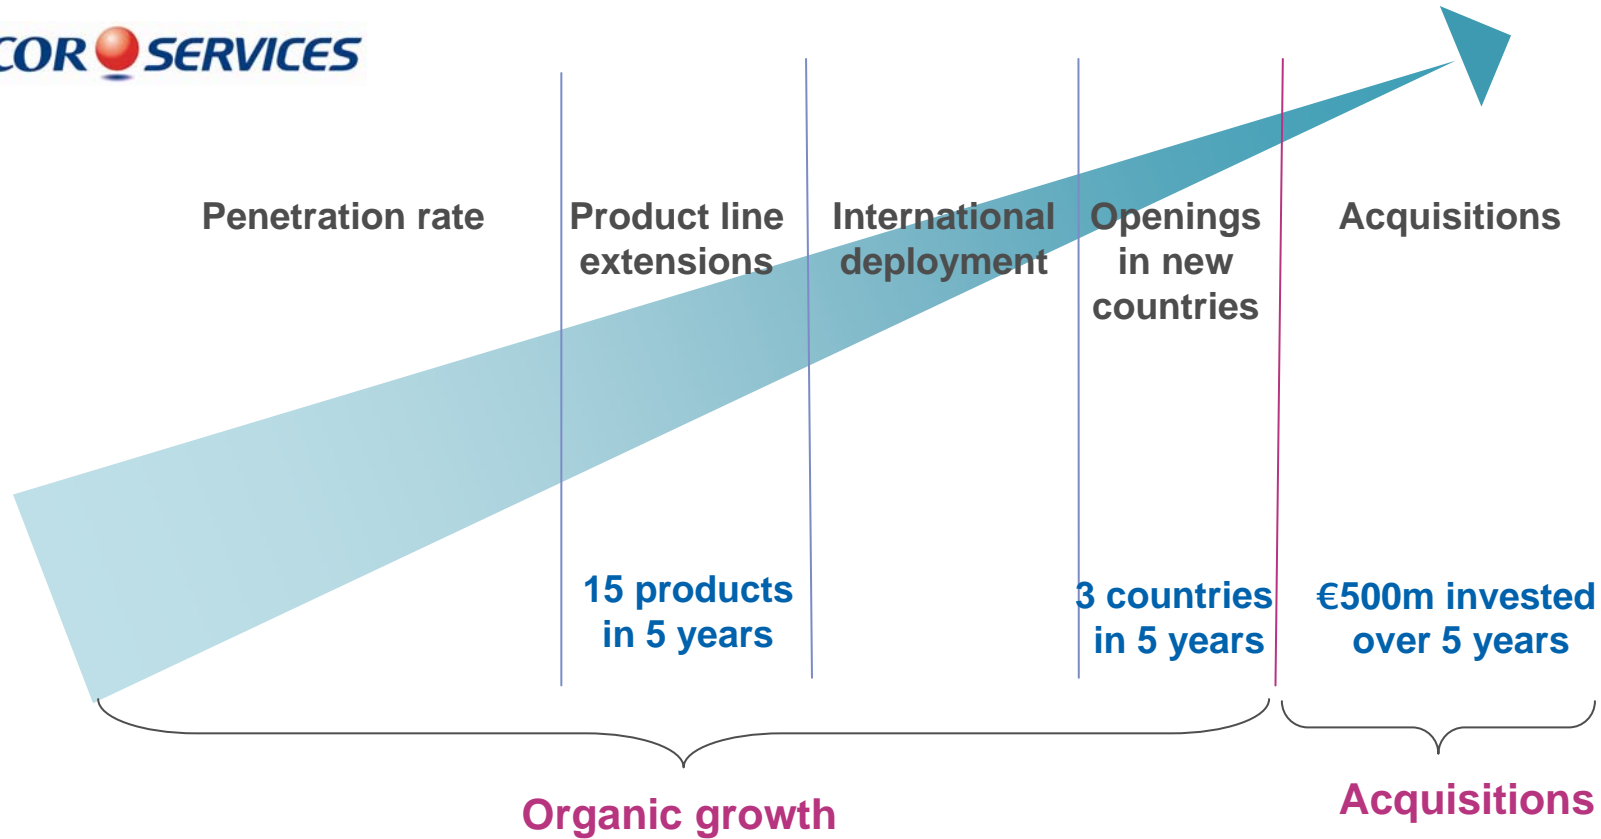 COR SERVICES
Penetration rate
Product line
extensions
International
deployment
Openings
in new
countries
Acquisitions
15 products
in 5 years
3 countries
in 5 years
€500m invested
over 5 years
Organic growth
Acquisitions